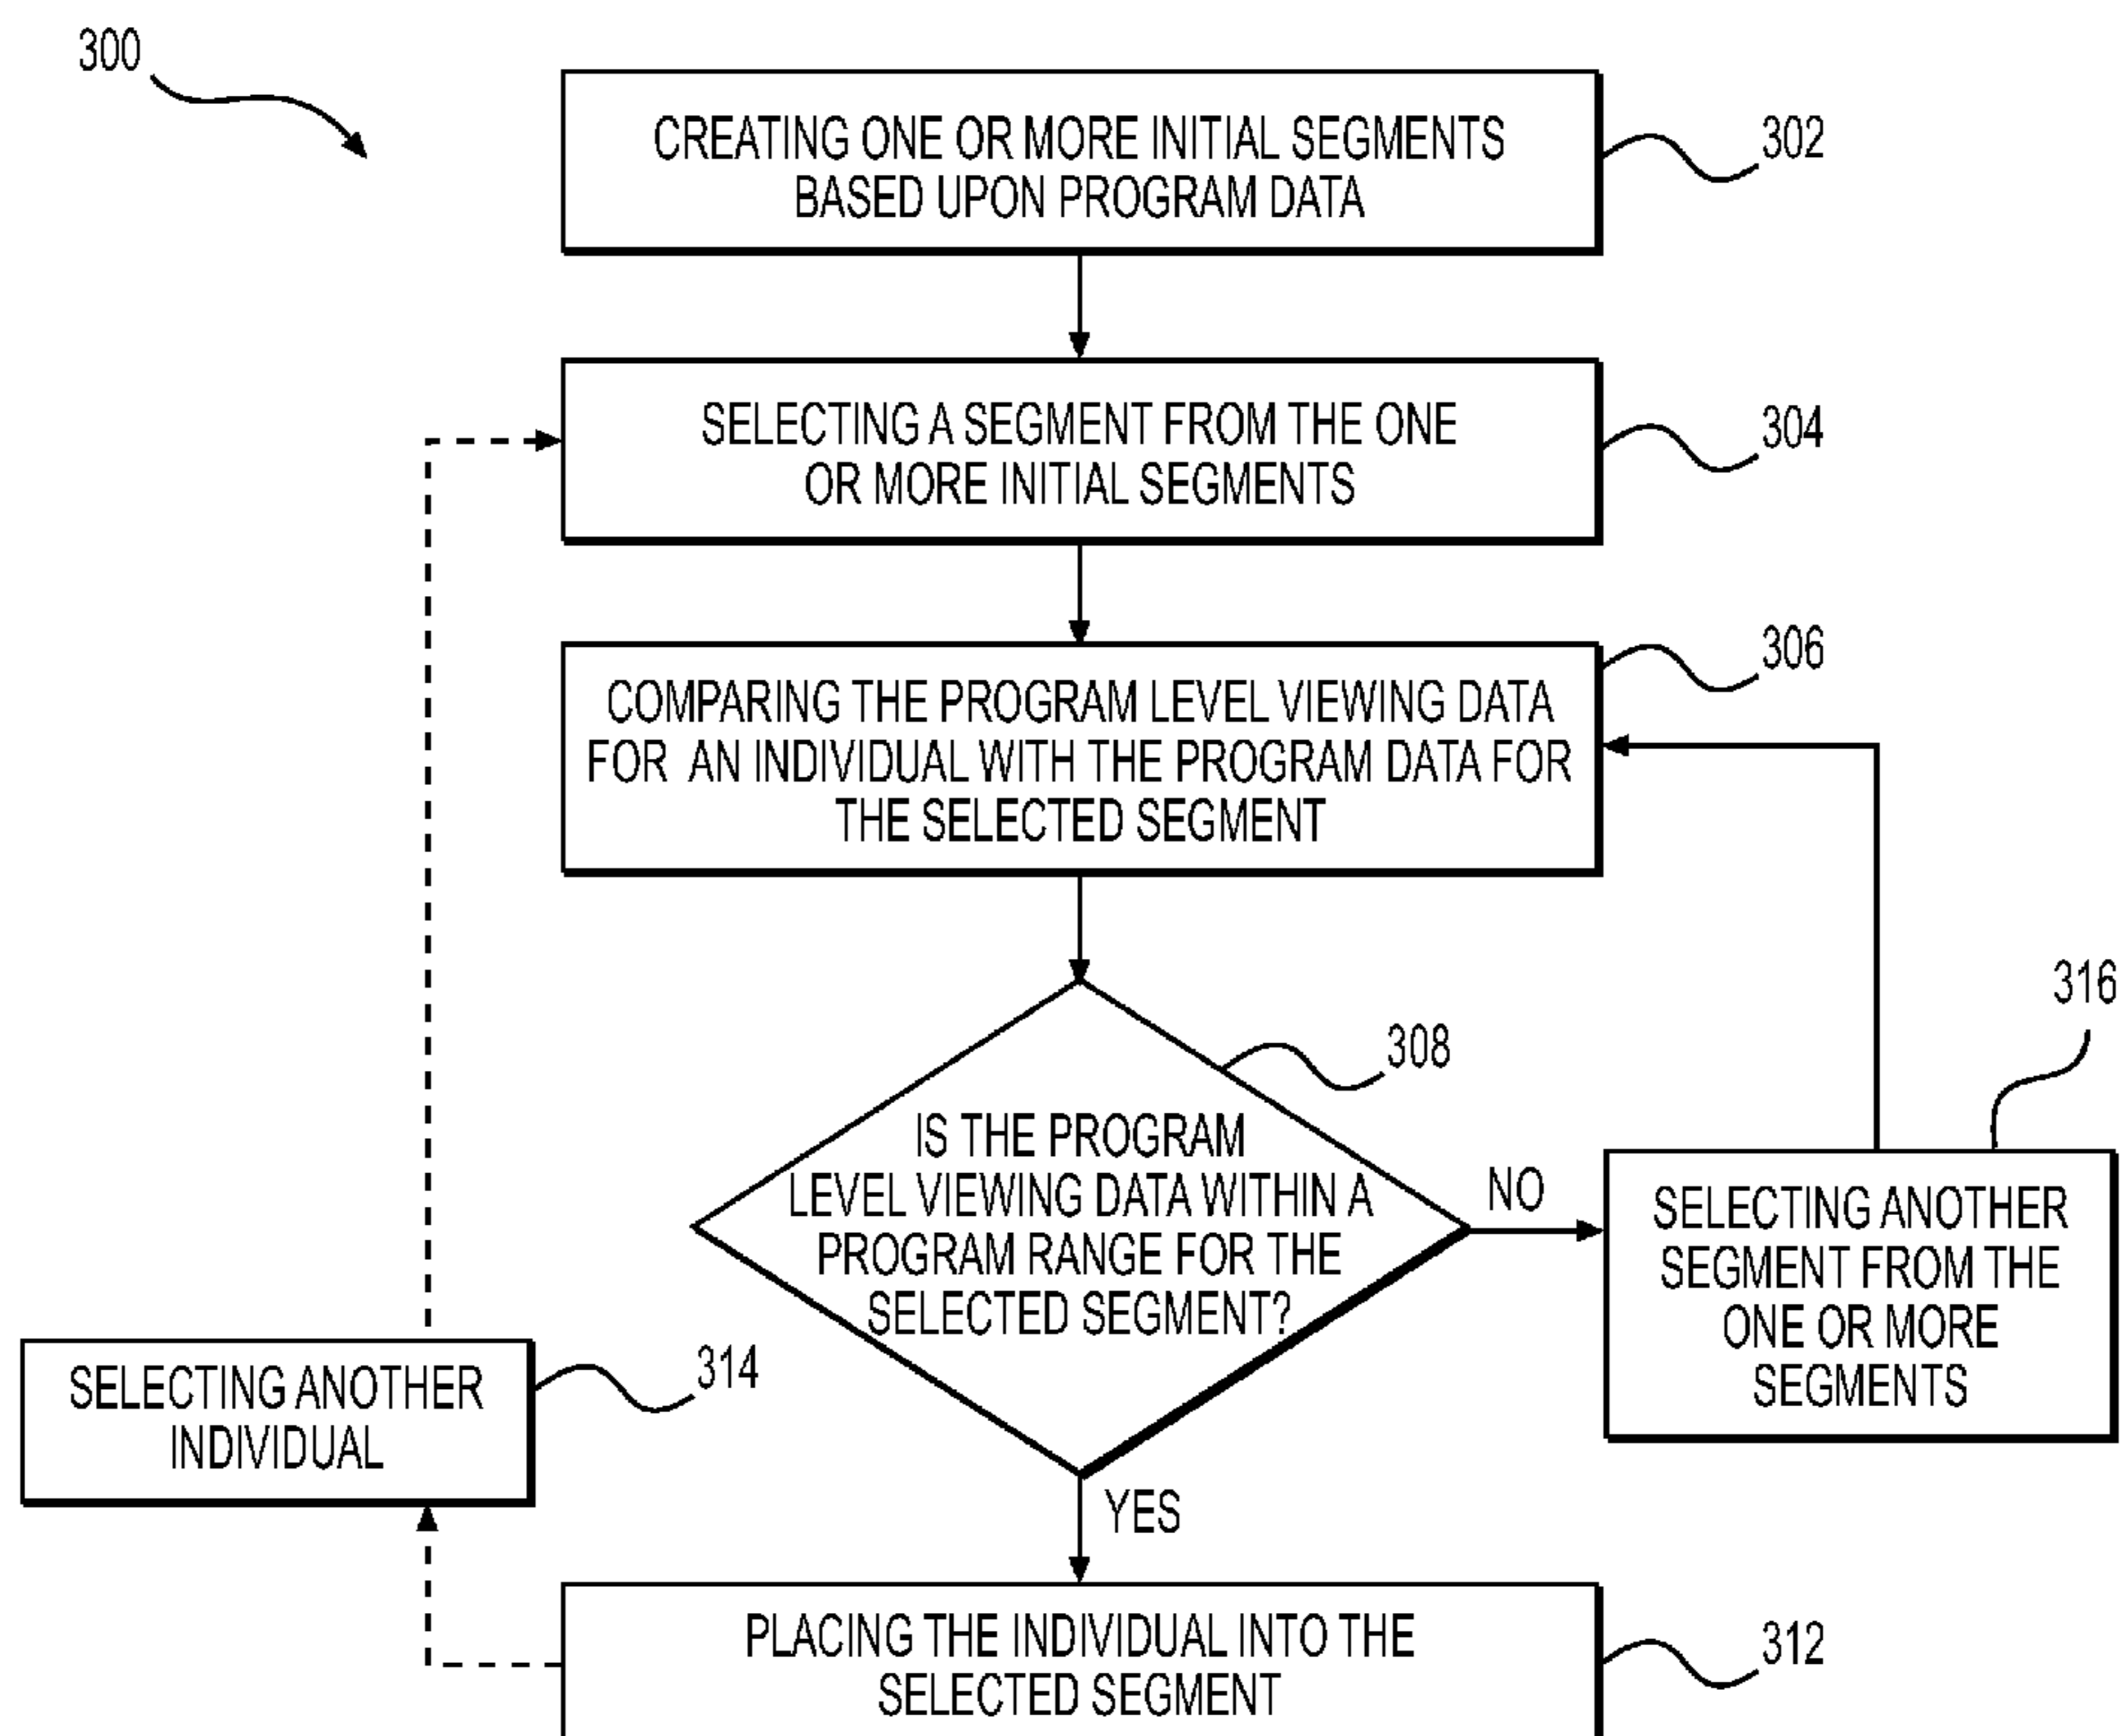 300
CREATING ONE OR MORE INITIAL SEGMENTS
BASED UPON PROGRAM DATA
302
SELECTING A SEGMENT FROM THE ONE
OR MORE INITIAL SEGMENTS
304
COMPARING THE PROGRAM LEVEL VIEWING DATA
FOR AN INDIVIDUAL WITH THE PROGRAM DATA FOR
THE SELECTED SEGMENT
306
IS THE PROGRAM
LEVEL VIEWING DATA WITHIN A
PROGRAM RANGE FOR THE
SELECTED SEGMENT?
308
NO
SELECTING ANOTHER
SEGMENT FROM THE
ONE OR MORE
SEGMENTS
316
YES
PLACING THE INDIVIDUAL INTO THE
SELECTED SEGMENT
312
SELECTING ANOTHER
INDIVIDUAL
314